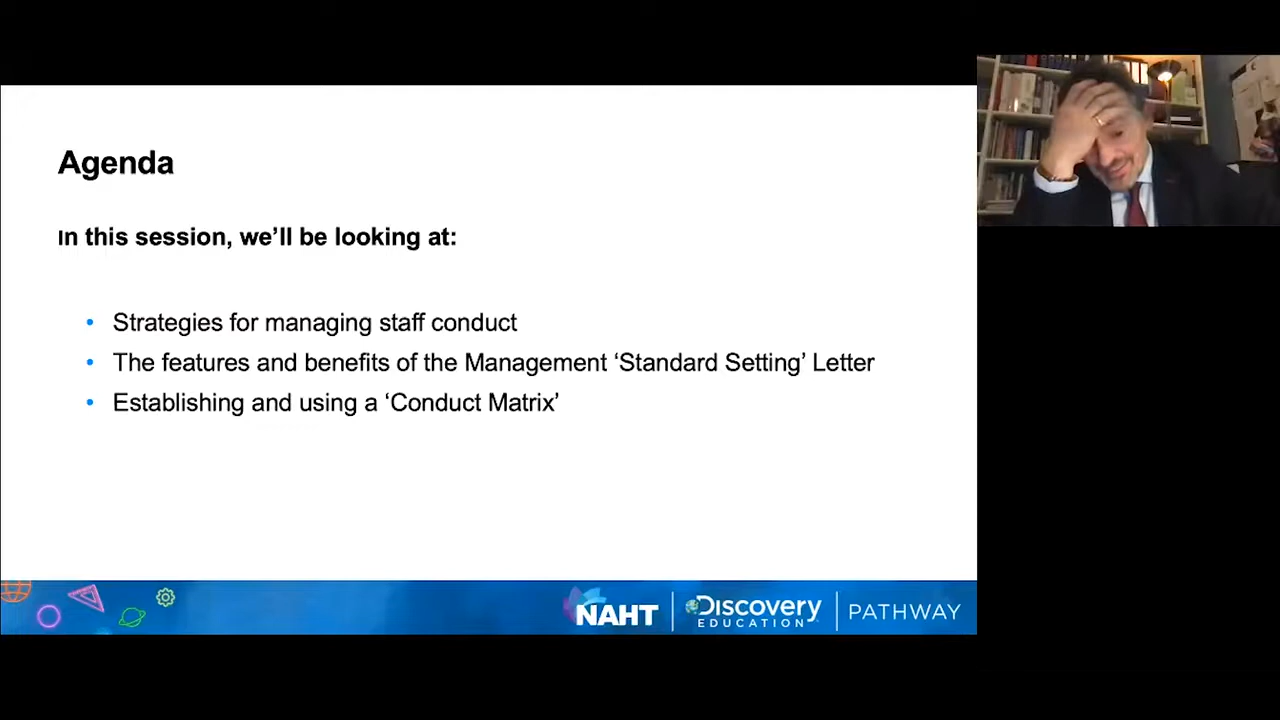 Agenda
In this session, we’ll be looking at:
• Strategies for managing staff conduct
• The features and benefits of the Management ‘Standard Setting’ Letter
• Establishing and using a ‘Conduct Matrix’
NAHT
Discovery
EDUCATION
PATHWAY